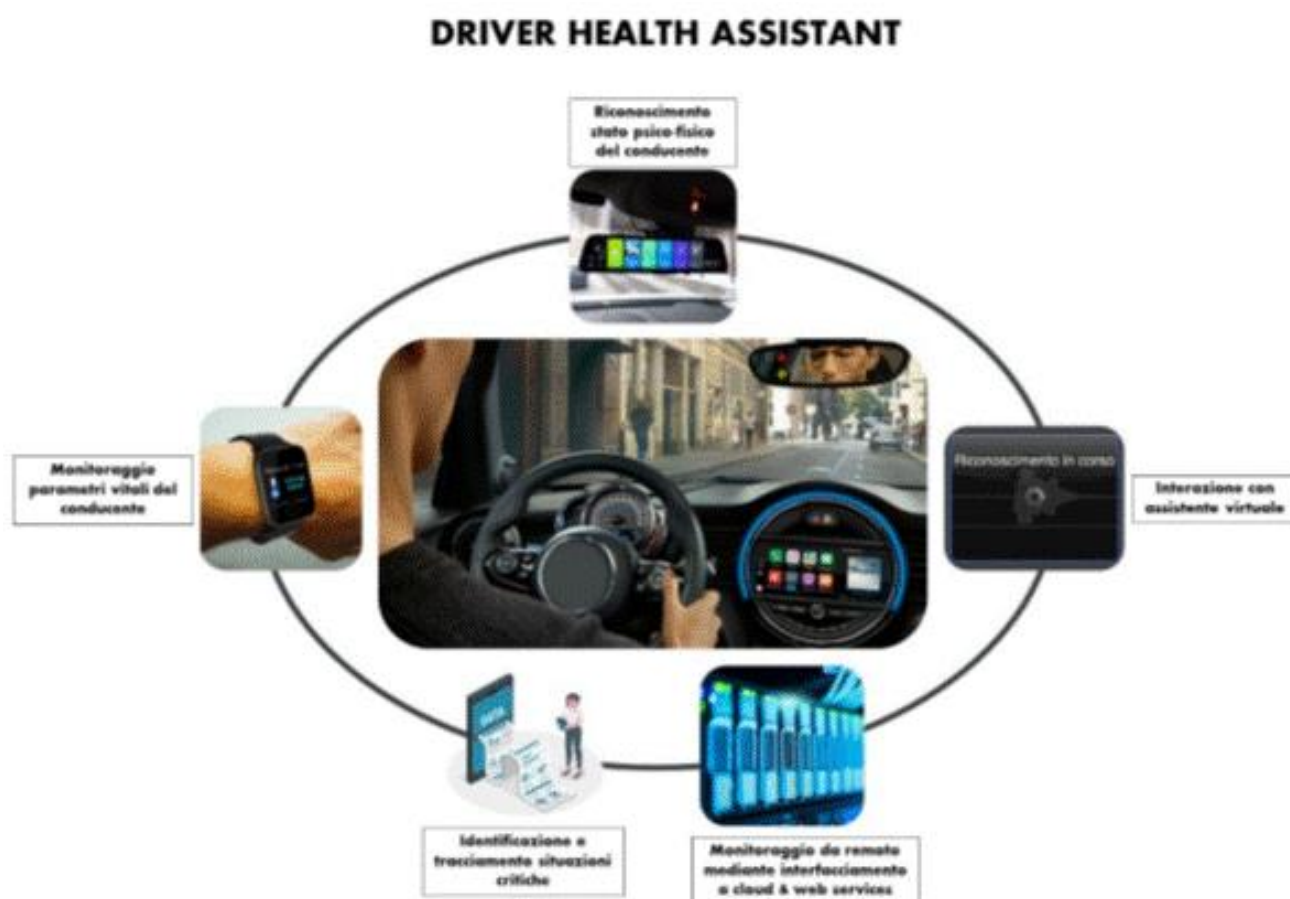 DRIVER HEALTH ASSISTANT
Riconoscimento
stato psico-fisico
del conducente
Monitoraggio
parametri vitali del
conducente
Riconoscimento in corso
Interazione con
assistente virtuale
DATA
Identificazione e
tracciamento situazioni
critiche
Monitoraggio da remoto
mediante interfacciamento
a cloud & web services